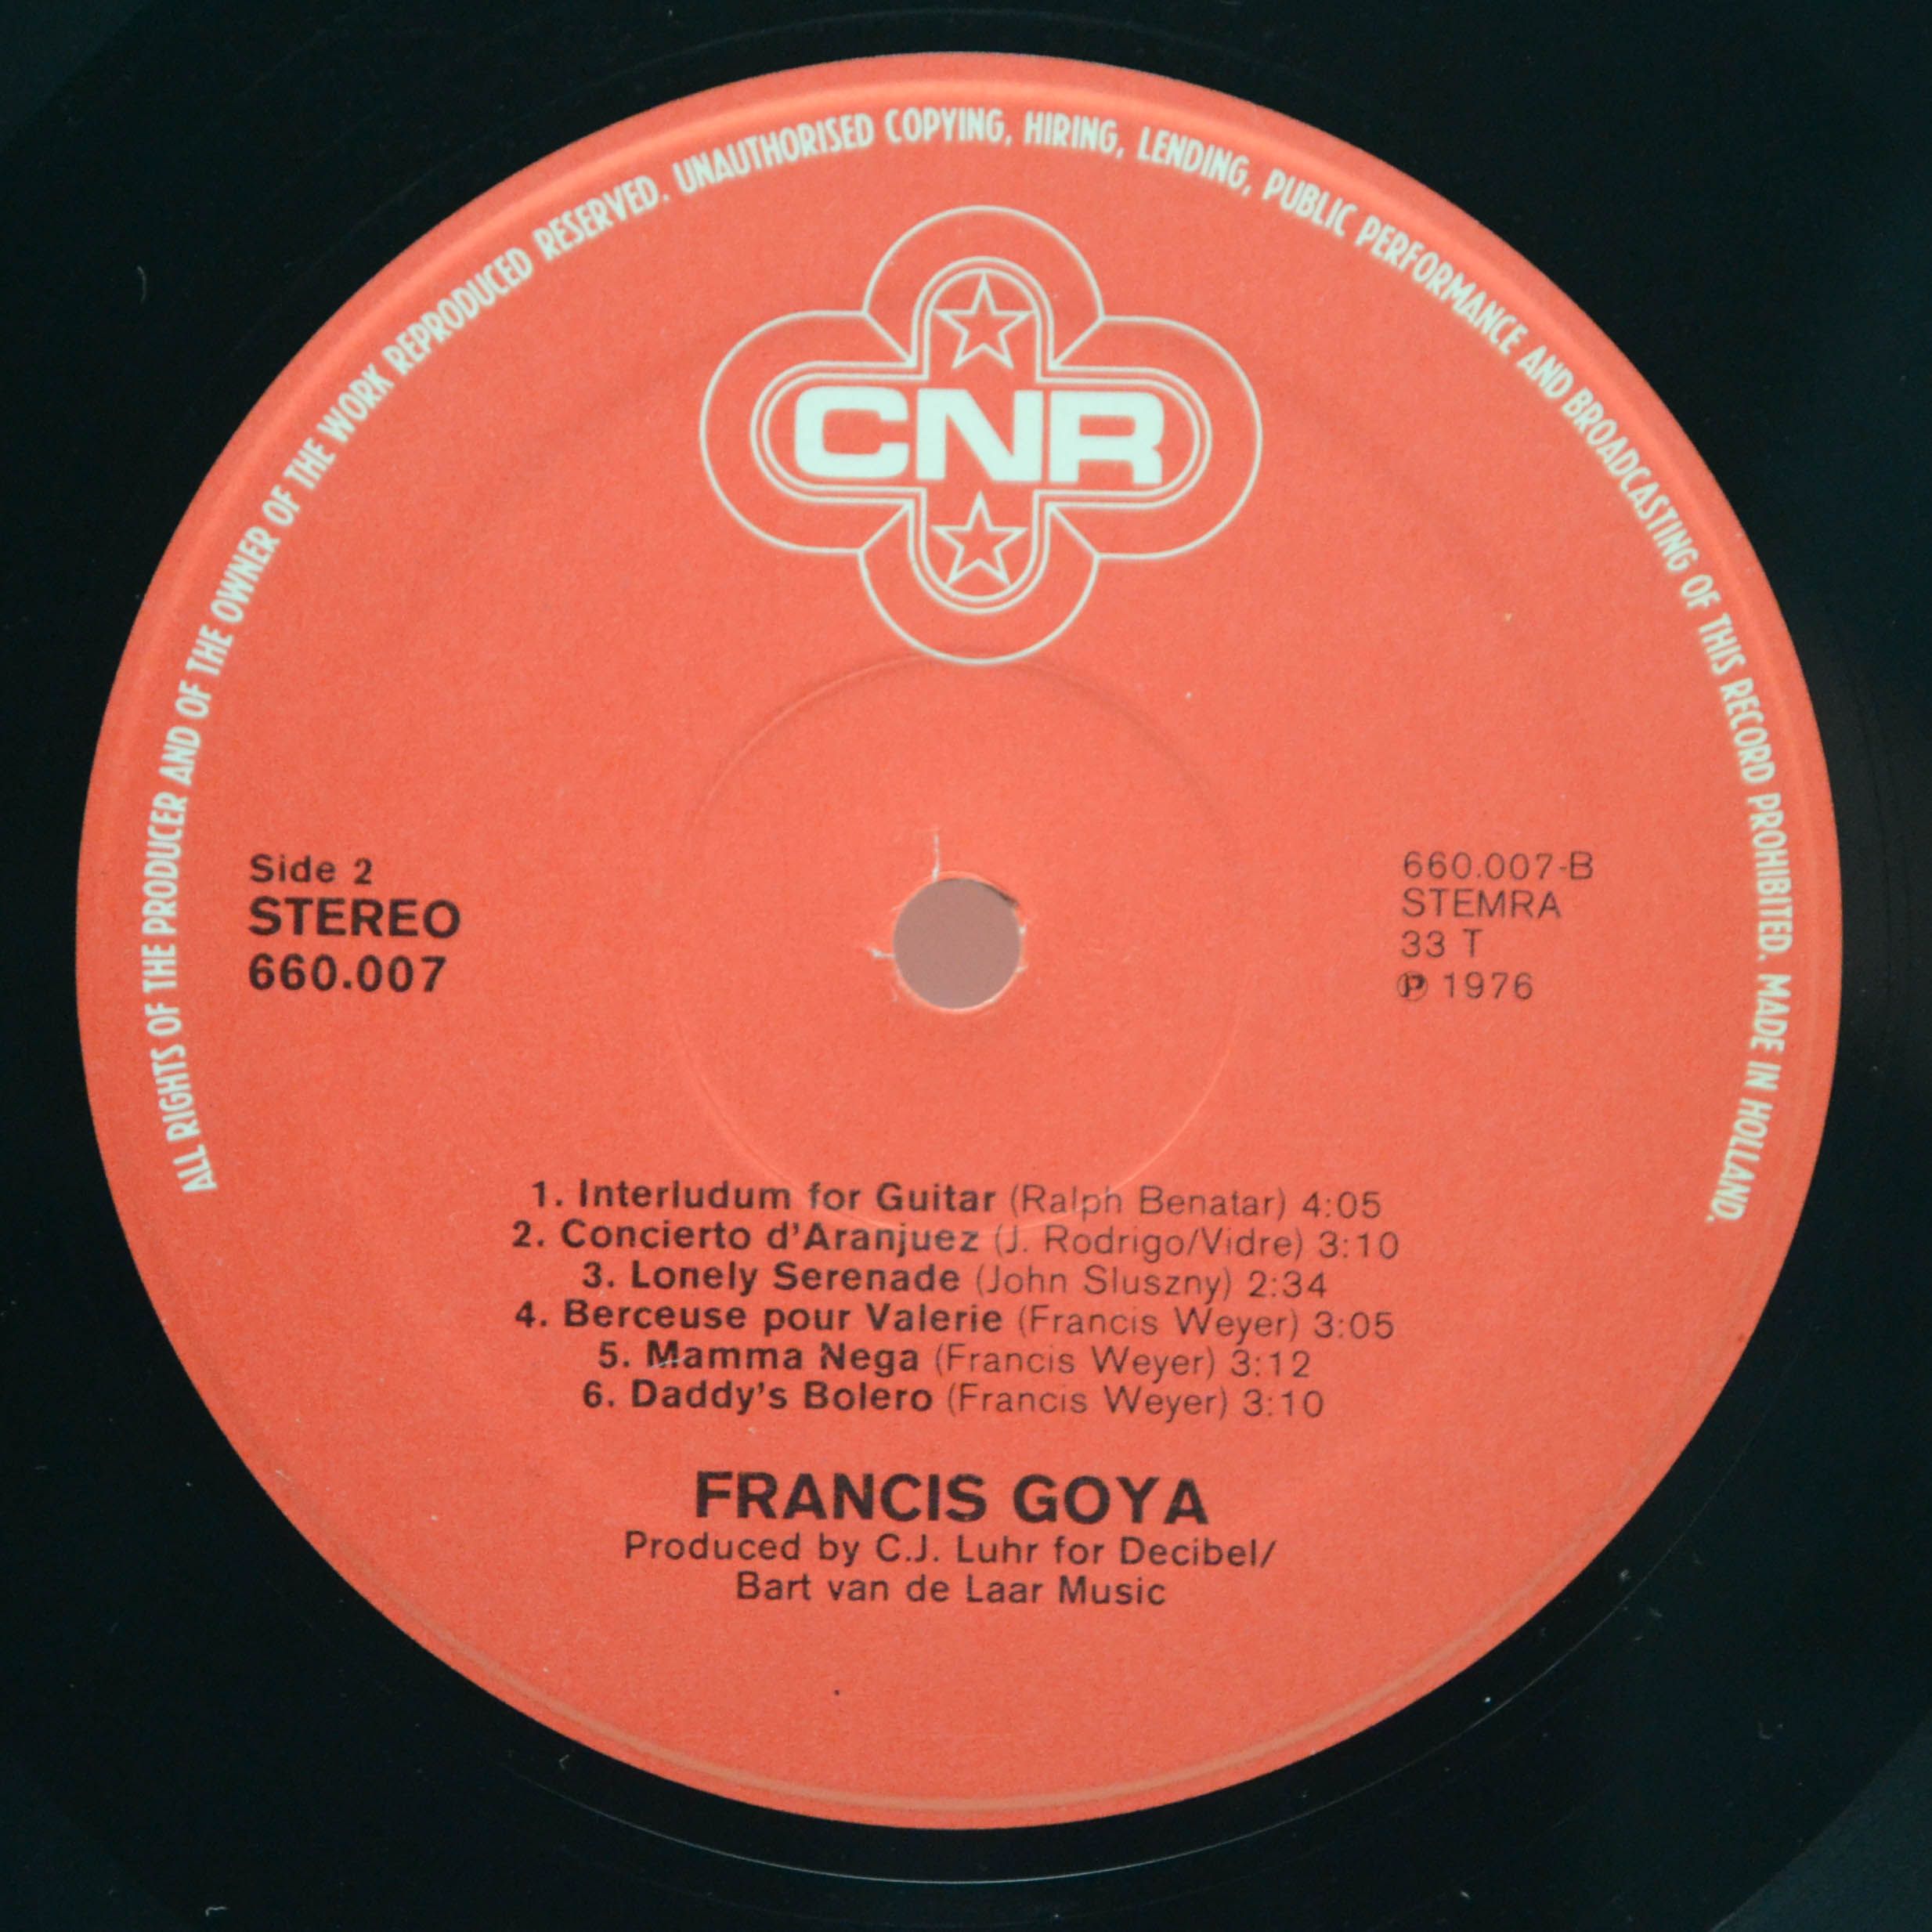 ALL RIGHTS OF THE PRODUCER AND OF THE OWNER OF THE WORK REPRODUCED RESERVED. UNAUTHORISED COPYING, HIRING, LENDING, PUBLIC PERFORMANCE AND BROADCASTING OF THIS RECORD PROHIBITED. MADE IN HOLLAND.
CNR
Side 2
STEREO
660.007
660.007-B
STEMRA
33 T
℗ 1976
1. Interludum for Guitar (Ralph Benatar) 4:05
2. Concierto d'Aranjuez (J. Rodrigo/Vidre) 3:10
3. Lonely Serenade (John Sluszny) 2:34
4. Berceuse pour Valerie (Francis Weyer) 3:05
5. Mamma Nega (Francis Weyer) 3:12
6. Daddy's Bolero (Francis Weyer) 3:10
FRANCIS GOYA
Produced by C.J. Luhr for Decibel/
Bart van de Laar Music